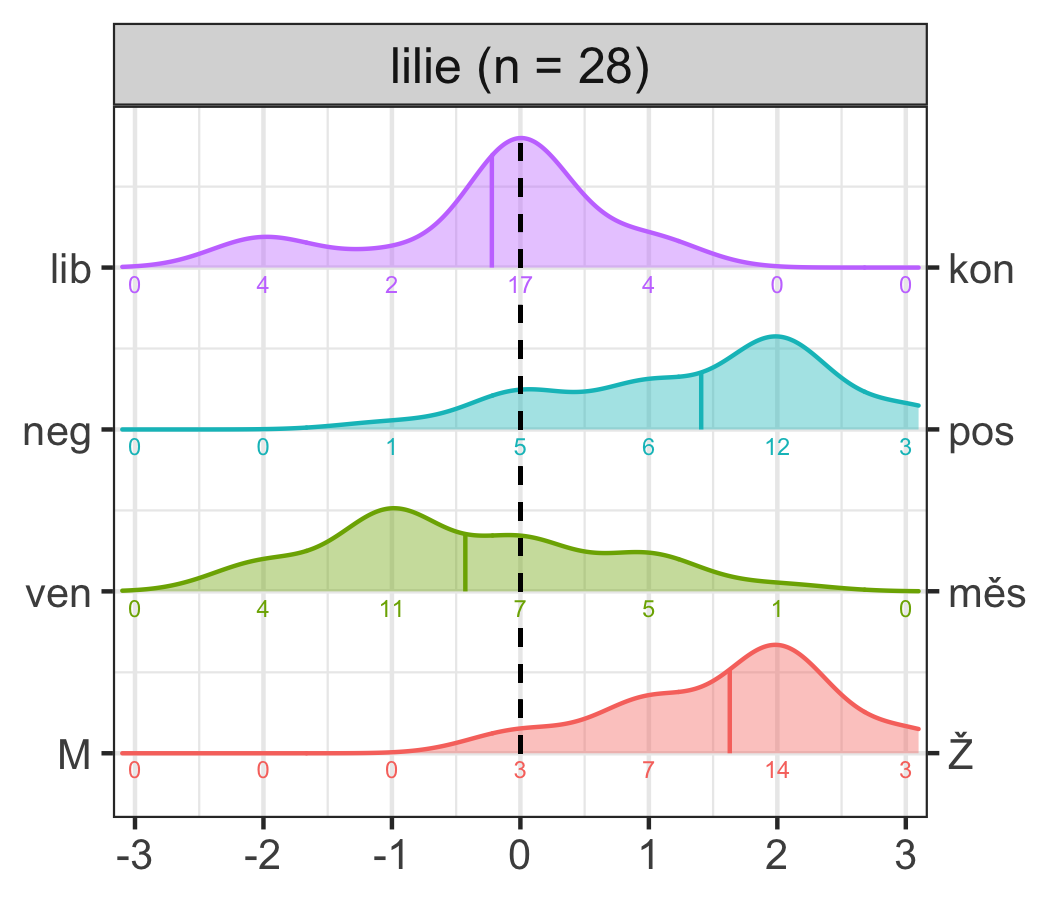 lilie (n = 28)
lib kon
0 4 2 17 4 0 0
neg pos
0 0 1 5 6 12 3
ven měs
0 4 11 7 5 1 0
M Ž
0 0 0 3 7 14 3
-3 -2 -1 0 1 2 3